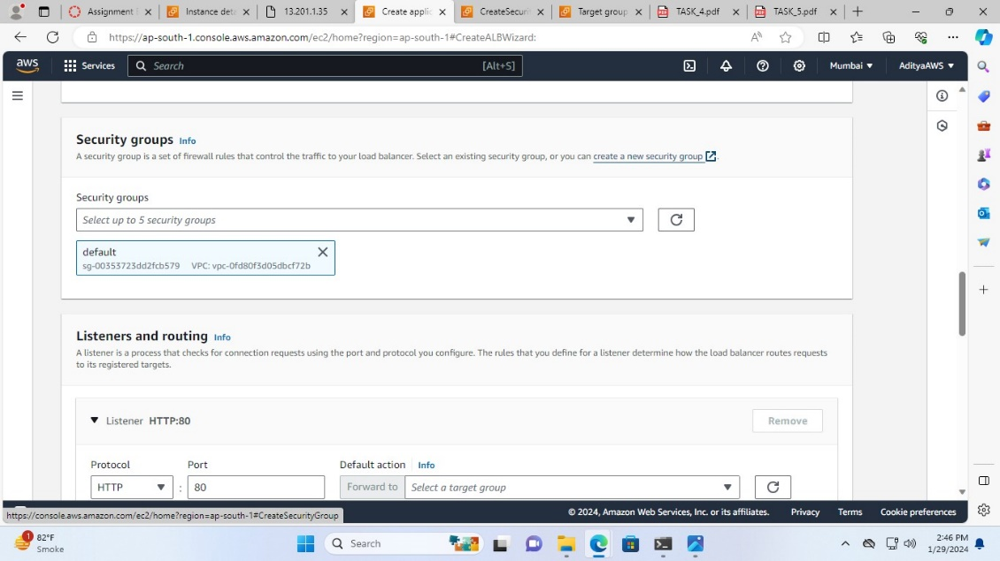 Assignment
Instance deta
13.201.1.35
Create applic
CreateSecuri
Target group
TASK_4.pdf
TASK_5.pdf
https://ap-south-1.console.aws.amazon.com/ec2/home?region=ap-south-1#CreateALBWizard:
aws
Services
Search
[Alt+S]
Mumbai
AdityaAWS
Security groups Info
A security group is a set of firewall rules that control the traffic to your load balancer. Select an existing security group, or you can create a new security group.
Security groups
Select up to 5 security groups
default
sg-00353723dd2fcb579 VPC: vpc-0fd80f3d05dbcf72b
Listeners and routing Info
A listener is a process that checks for connection requests using the port and protocol you configure. The rules that you define for a listener determine how the load balancer routes requests
to its registered targets.
Listener HTTP:80
Remove
Protocol
Port
Default action Info
HTTP
:
80
Forward to
Select a target group
https://console.aws.amazon.com/ec2/home?region=ap-south-1#CreateSecurityGroup
© 2024, Amazon Web Services, Inc. or its affiliates.
Privacy
Terms
Cookie preferences
1
82°F
Smoke
Search
2:46 PM
1/29/2024